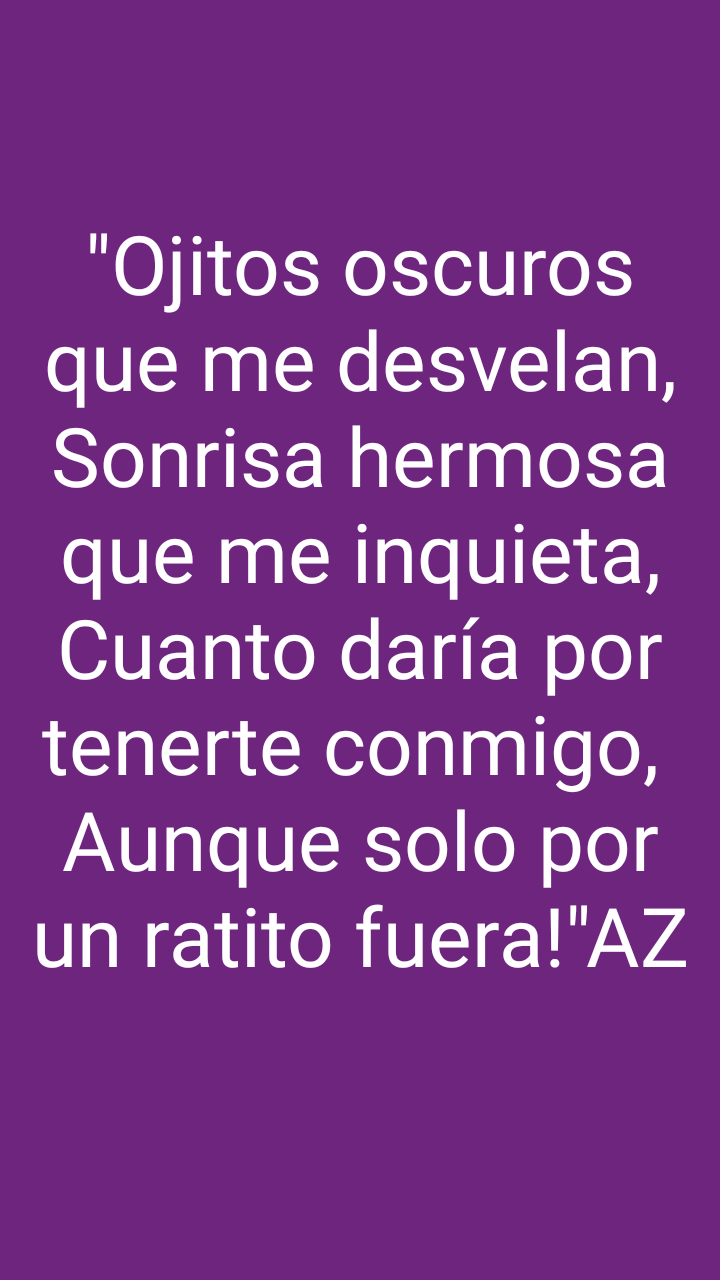 "Ojitos oscuros
que me desvelan,
Sonrisa hermosa
que me inquieta,
Cuanto daría por
tenerte conmigo,
Aunque solo por
un ratito fuera!"AZ